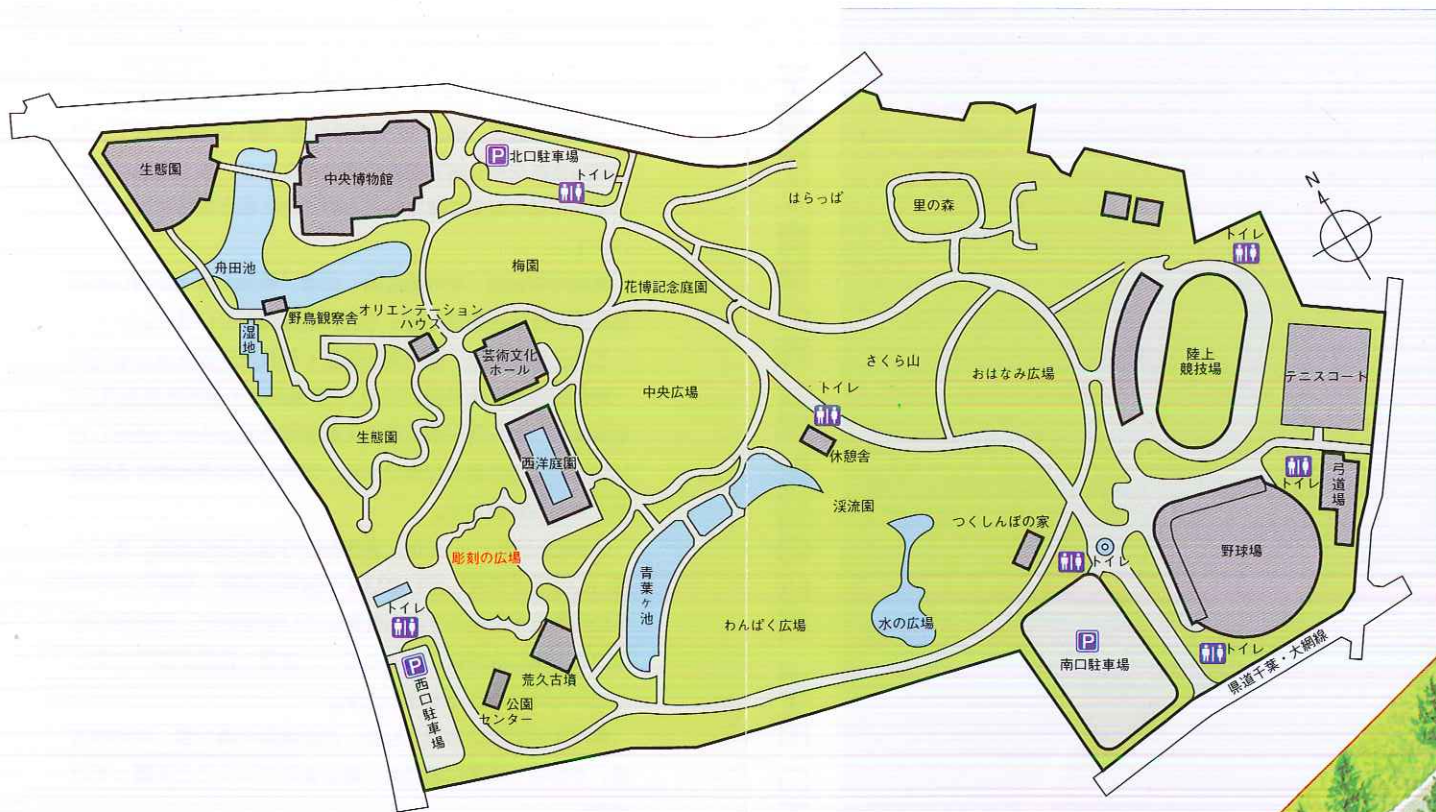 生態園
中央博物館
P
北口駐車場
トイレ
はらっぱ
里の森
N
トイレ
舟田池
梅園
花博記念庭園
野鳥観察舎
オリエンテーション
ハウス
湿地
芸術文化
ホール
中央広場
さくら山
トイレ
おはなみ広場
陸上
競技場
テニスコート
生態園
西洋庭園
休憩舎
渓流園
つくしんぼの家
トイレ
弓道場
野球場
彫刻の広場
青葉ヶ池
トイレ
トイレ
わんぱく広場
水の広場
P
南口駐車場
トイレ
県道千葉・大網線
P
西口駐車場
荒久古墳
公園
センター